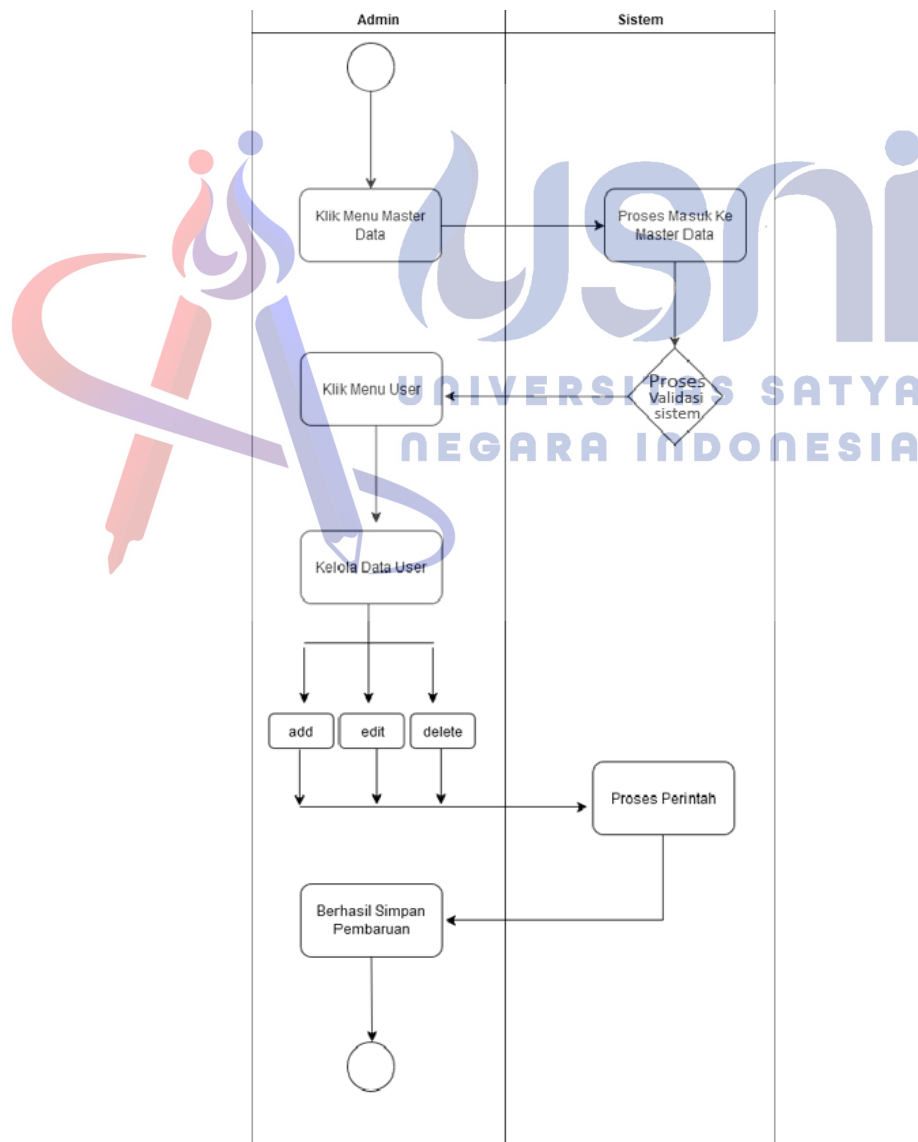 Admin
Sistem
Klik Menu Master
Data
Proses Masuk Ke
Master Data
usni
UNIVERSITAS SATYA
NEGARA INDONESIA
Klik Menu User
Proses
Validasi
sistem
Kelola Data User
add
edit
delete
Proses Perintah
Berhasil Simpan
Pembaruan